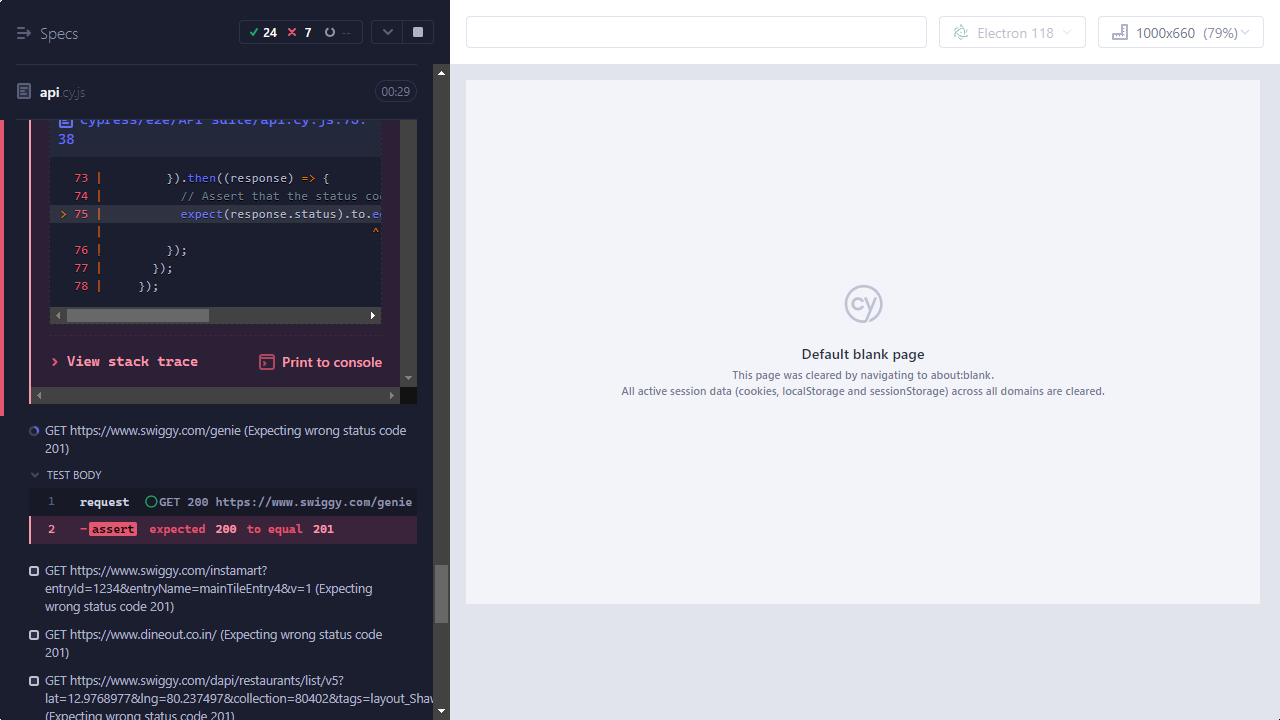 Specs
24 7 --
Electron 118
1000x660 (79%)
api.cy.js
00:29
cypress/e2e/API suite/api.cy.js:75:
38
73 | }).then((response) => {
74 | // Assert that the status co
> 75 | expect(response.status).to.e
| ^
76 | });
77 | });
78 | });
> View stack trace
Print to console
GET https://www.swiggy.com/genie (Expecting wrong status code
201)
TEST BODY
1 request GET 200 https://www.swiggy.com/genie
2 -assert expected 200 to equal 201
GET https://www.swiggy.com/instamart?
entryId=1234&entryName=mainTileEntry4&v=1 (Expecting
wrong status code 201)
GET https://www.dineout.co.in/ (Expecting wrong status code
201)
GET https://www.swiggy.com/dapi/restaurants/list/v5?
lat=12.9768977&lng=80.237497&collection=80402&tags=layout_Shaw
(Expecting wrong status code 201)
cy
Default blank page
This page was cleared by navigating to about:blank.
All active session data (cookies, localStorage and sessionStorage) across all domains are cleared.